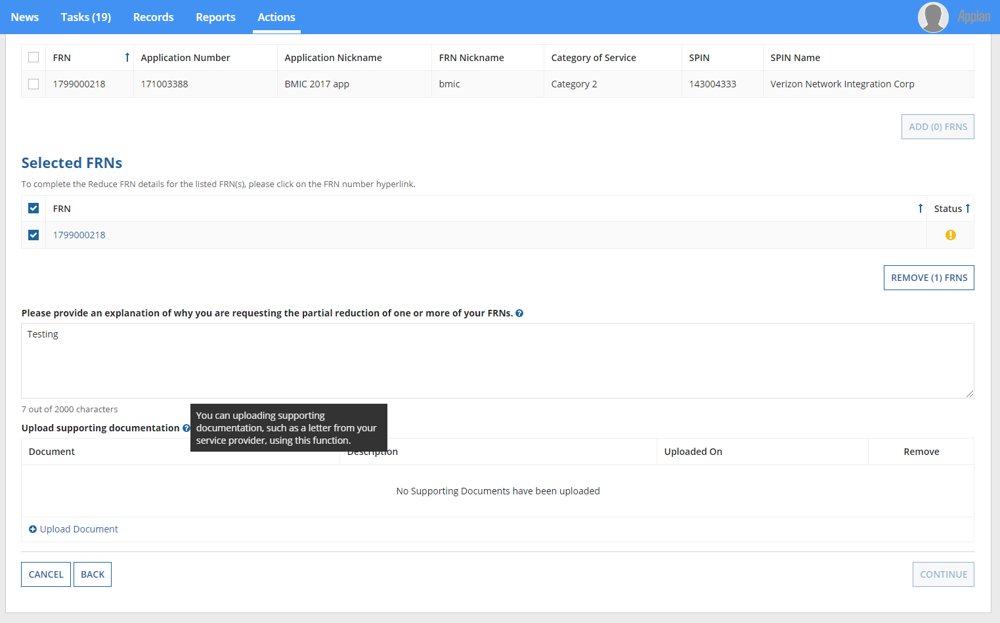 News Tasks (19) Records Reports Actions Appian
FRN Application Number Application Nickname FRN Nickname Category of Service SPIN SPIN Name
1799000218 171003388 BMIC 2017 app bmic Category 2 143004333 Verizon Network Integration Corp
ADD (0) FRNS
Selected FRNs
To complete the Reduce FRN details for the listed FRN(s), please click on the FRN number hyperlink.
FRN Status
1799000218
REMOVE (1) FRNS
Please provide an explanation of why you are requesting the partial reduction of one or more of your FRNs.
Testing
7 out of 2000 characters
You can uploading supporting
documentation, such as a letter from your
service provider, using this function.
Upload supporting documentation
Document Description Uploaded On Remove
No Supporting Documents have been uploaded
Upload Document
CANCEL BACK CONTINUE